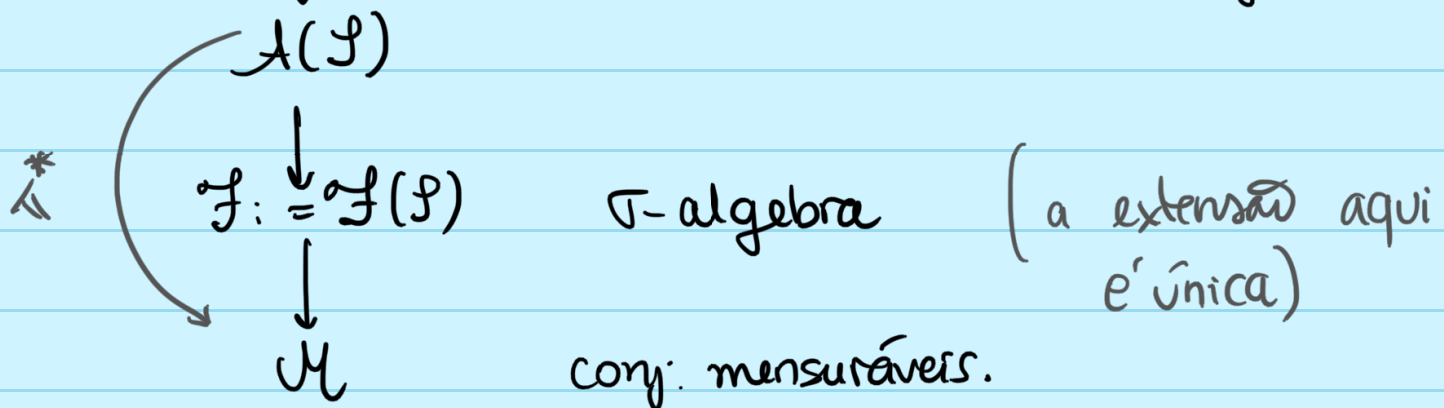 A(S)
λ*
F := F(S) σ-algebra (a extensão aqui
é única)
M conj. mensuráveis.